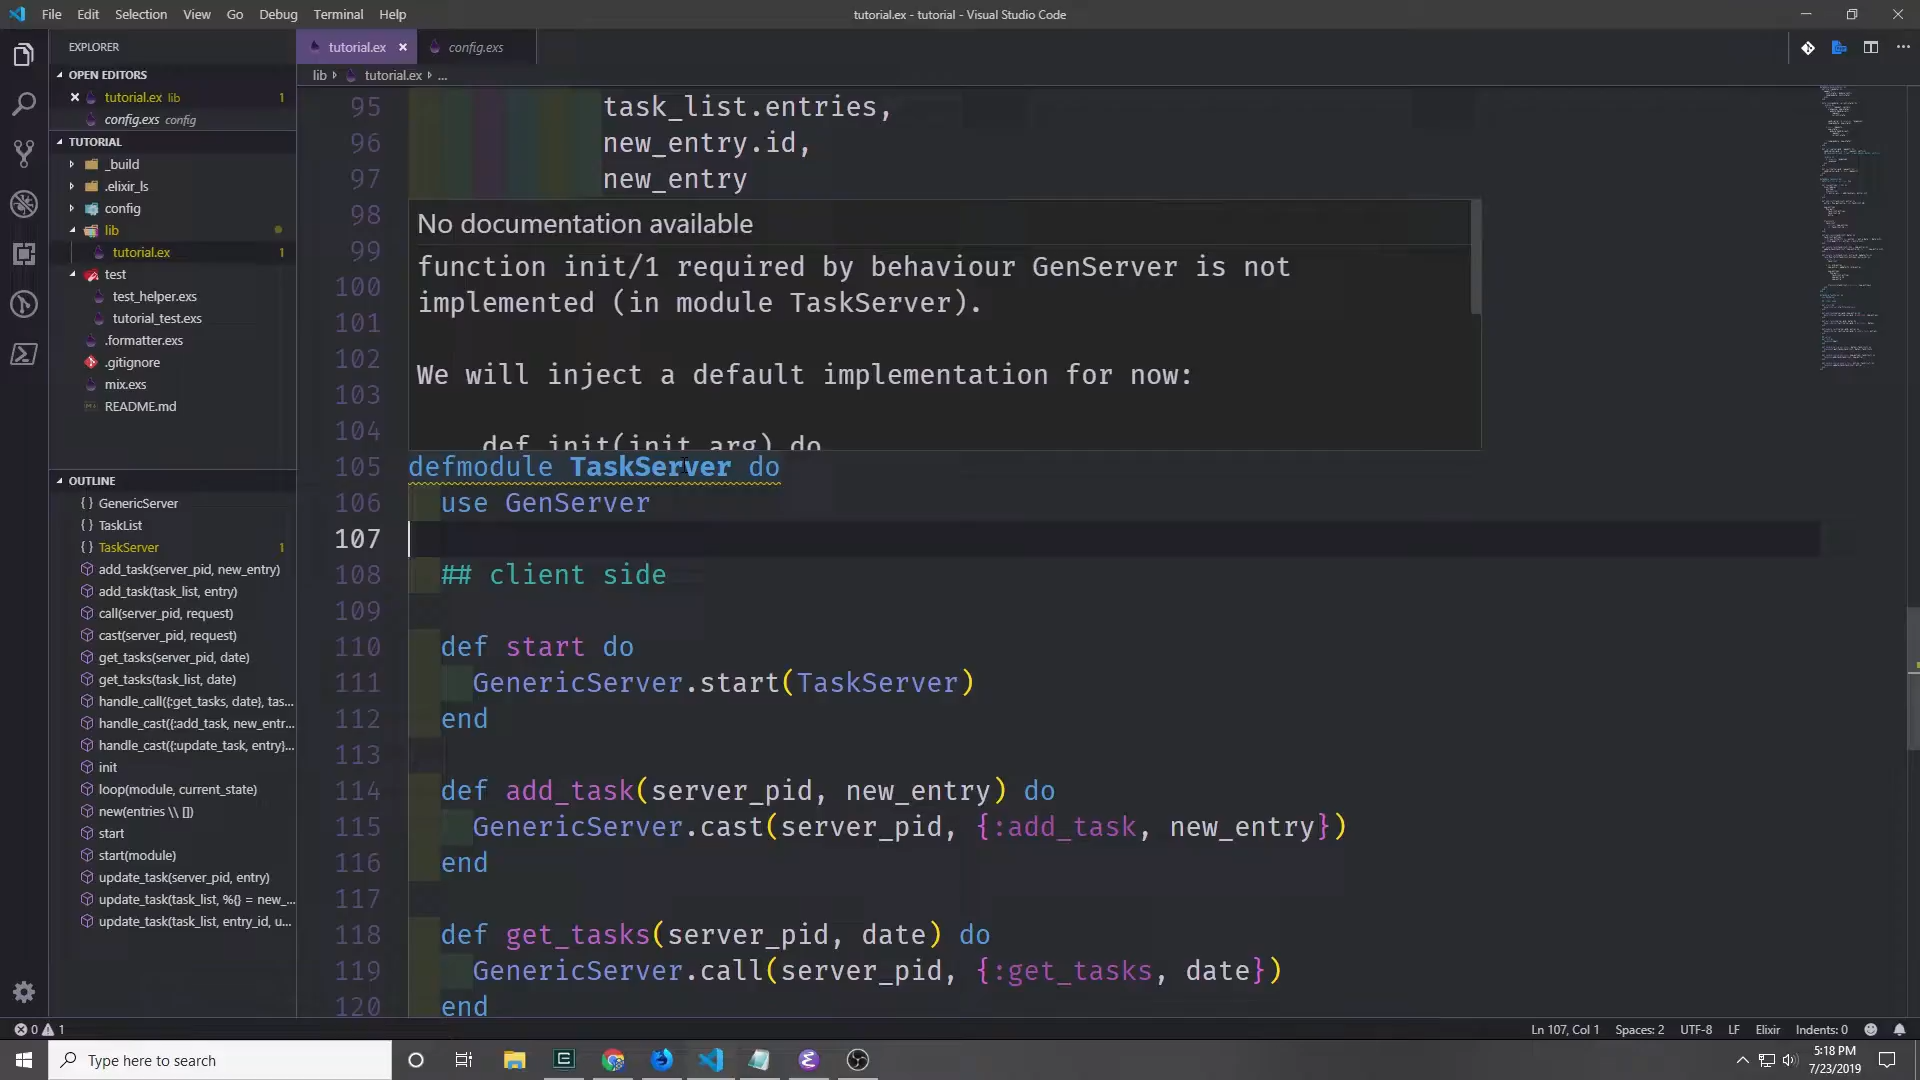 File Edit Selection View Go Debug Terminal Help
tutorial.ex - tutorial - Visual Studio Code
EXPLORER
OPEN EDITORS
tutorial.ex lib 1
config.exs config
TUTORIAL
_build
.elixir_ls
config
lib
tutorial.ex 1
test
test_helper.exs
tutorial_test.exs
.formatter.exs
.gitignore
mix.exs
README.md
OUTLINE
{ } GenericServer
{ } TaskList
{ } TaskServer 1
add_task(server_pid, new_entry)
add_task(task_list, entry)
call(server_pid, request)
cast(server_pid, request)
get_tasks(server_pid, date)
get_tasks(task_list, date)
handle_call({:get_tasks, date}, tas...
handle_cast({:add_task, new_entr...
handle_cast({:update_task, entry}...
init
loop(module, current_state)
new(entries \\ [])
start
start(module)
update_task(server_pid, entry)
update_task(task_list, %{} = new_...
update_task(task_list, entry_id, u...
tutorial.ex config.exs
lib tutorial.ex ...
95 task_list.entries,
96 new_entry.id,
97 new_entry
98
99
100
101
102
103
104
No documentation available
function init/1 required by behaviour GenServer is not
implemented (in module TaskServer).
We will inject a default implementation for now:
def init(init_arg) do
105 defmodule TaskServer do
106 use GenServer
107
108 ## client side
109
110 def start do
111 GenericServer.start(TaskServer)
112 end
113
114 def add_task(server_pid, new_entry) do
115 GenericServer.cast(server_pid, {:add_task, new_entry})
116 end
117
118 def get_tasks(server_pid, date) do
119 GenericServer.call(server_pid, {:get_tasks, date})
120 end
0 1
Ln 107, Col 1 Spaces: 2 UTF-8 LF Elixir Indents: 0
Type here to search
5:18 PM
7/23/2019